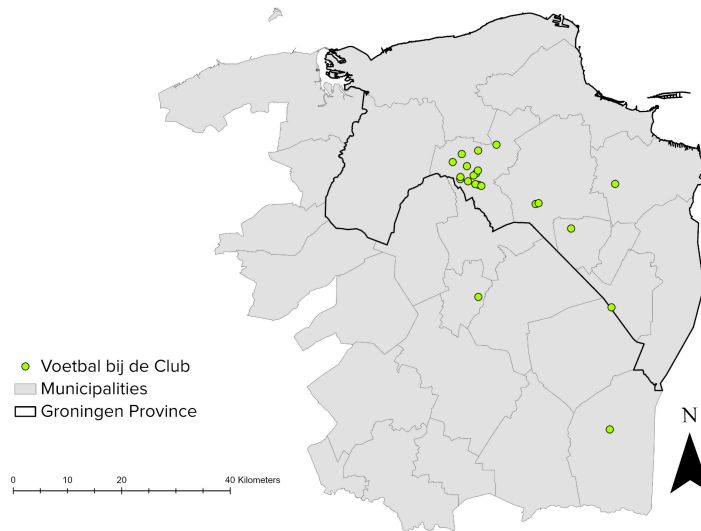 Voetbal bij de Club
Municipalities
Groningen Province
N
0 10 20 40 Kilometers